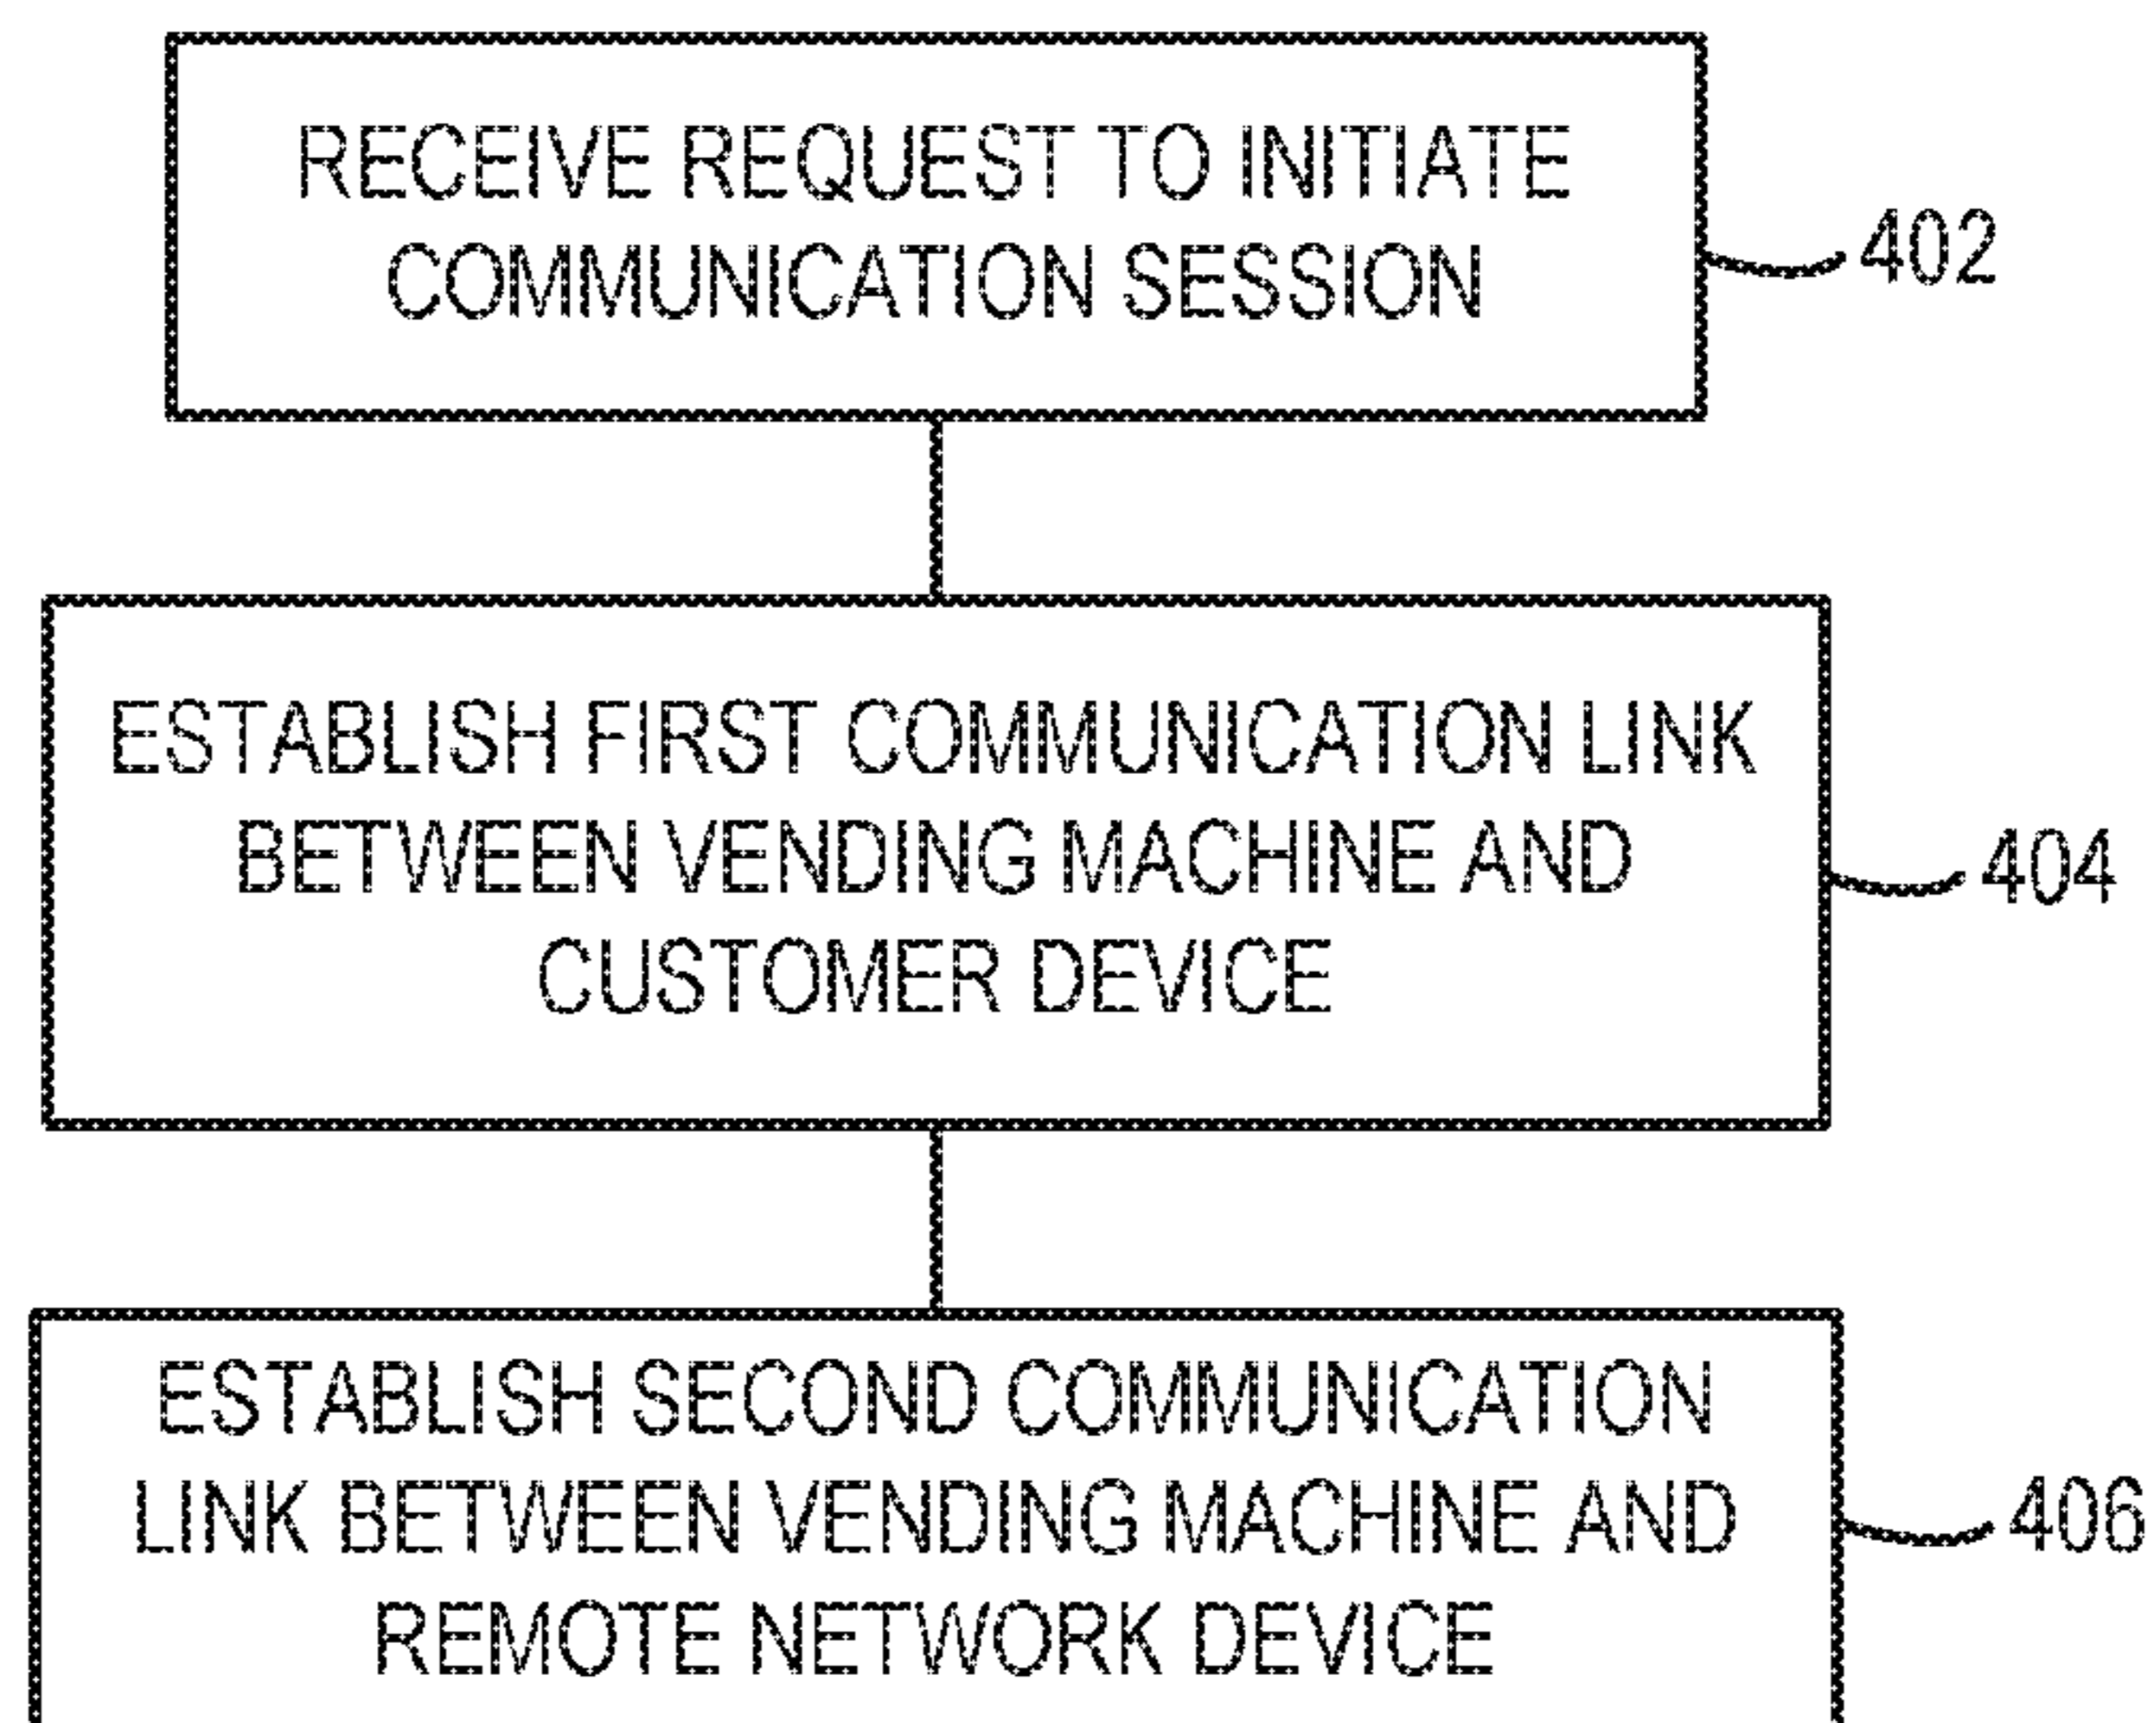 RECEIVE REQUEST TO INITIATE
COMMUNICATION SESSION
402
ESTABLISH FIRST COMMUNICATION LINK
BETWEEN VENDING MACHINE AND
CUSTOMER DEVICE
404
ESTABLISH SECOND COMMUNICATION
LINK BETWEEN VENDING MACHINE AND
REMOTE NETWORK DEVICE
406